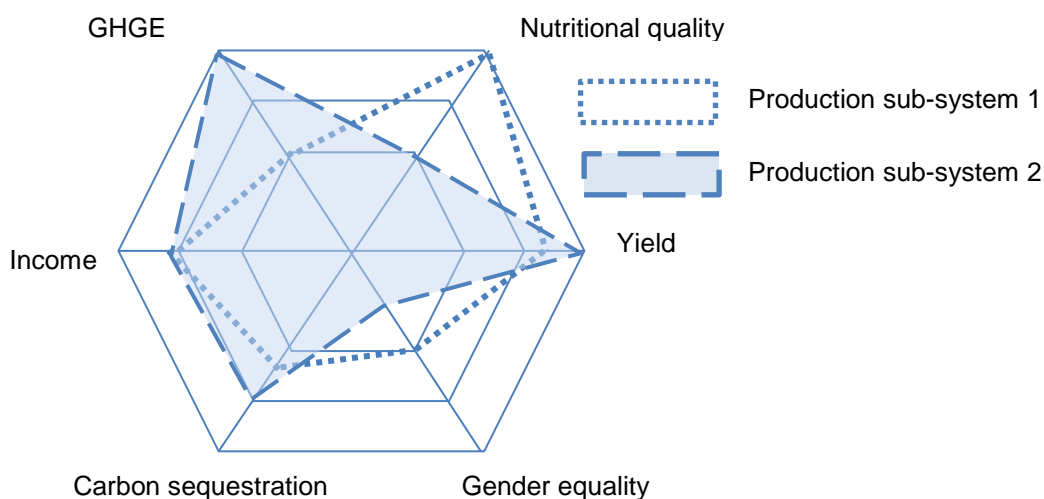 GHGE
Nutritional quality
Production sub-system 1
Production sub-system 2
Yield
Income
Carbon sequestration
Gender equality